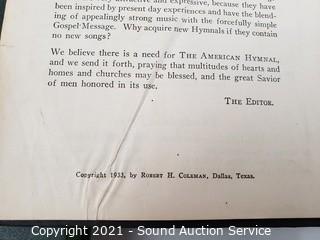 been inspired by present day experiences and have the blend-
ing of appealingly strong music with the forcefully simple
Gospel Message. Why acquire new Hymnals if they contain
no new songs?
We believe there is a need for THE AMERICAN HYMNAL,
and we send it forth, praying that multitudes of hearts and
homes and churches may be blessed, and the great Savior
of men honored in its use.
THE EDITOR.
Copyright 1933, by ROBERT H. COLEMAN, Dallas, Texas.
Copyright 2021 - Sound Auction Service